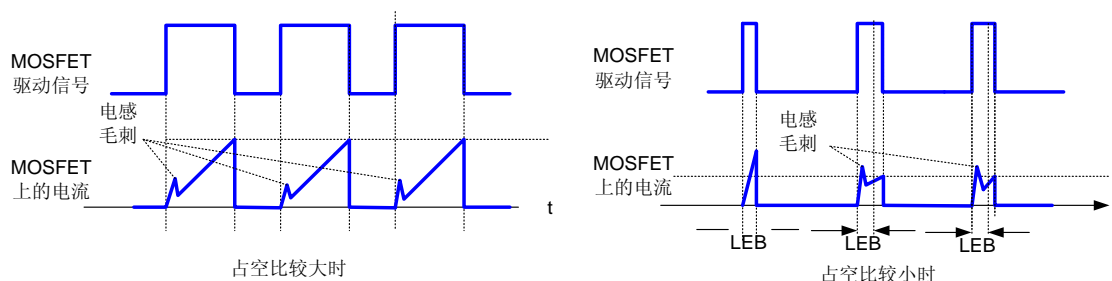 MOSFET
驱动信号
电感
毛刺
MOSFET
上的电流
t
占空比较大时
MOSFET
驱动信号
电感
毛刺
MOSFET
上的电流
LEB
LEB
LEB
占空比较小时